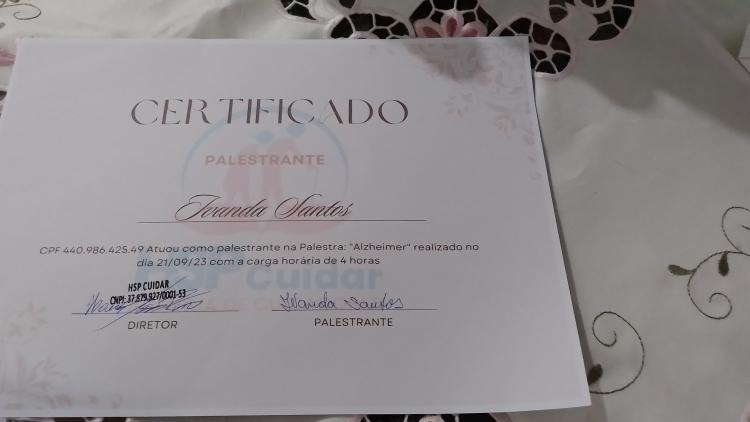 CERTIFICADO
PALESTRANTE
Ivanda Santos
CPF 440.986.425.49 Atuou como palestrante na Palestra: "Alzheimer" realizado no
dia 21/09/23 com a carga horária de 4 horas
HSP Cuidar
HSP CUIDAR
CNPJ: 37.879.927/0001-53
Ivanda Santos
DIRETOR
PALESTRANTE